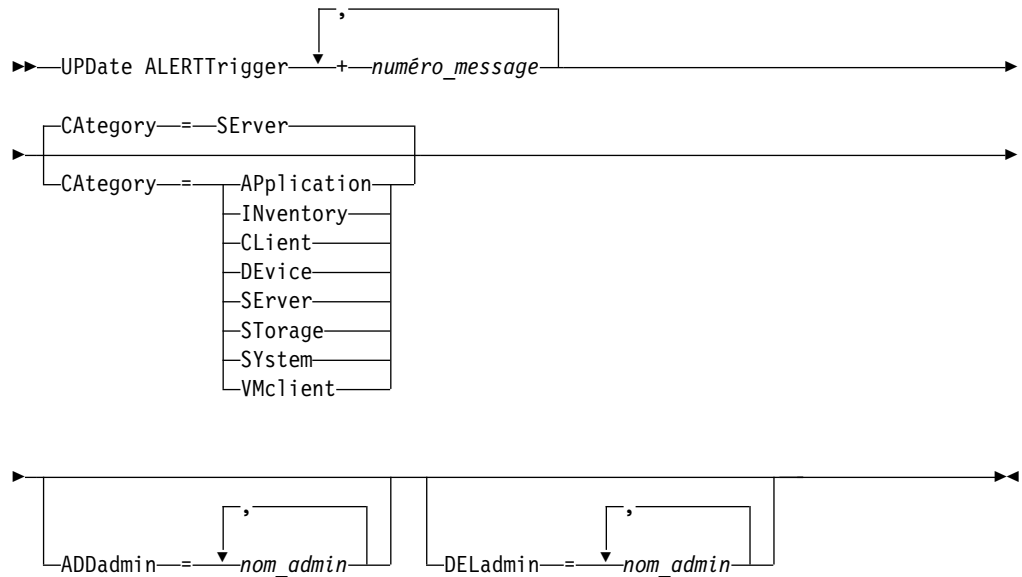 ,
UPDate ALERTTrigger + numéro_message
CAtegory = SErver
CAtegory = APplication
INventory
CLient
DEvice
SErver
STorage
SYstem
VMclient
, ,
ADDadmin = nom_admin DELadmin = nom_admin